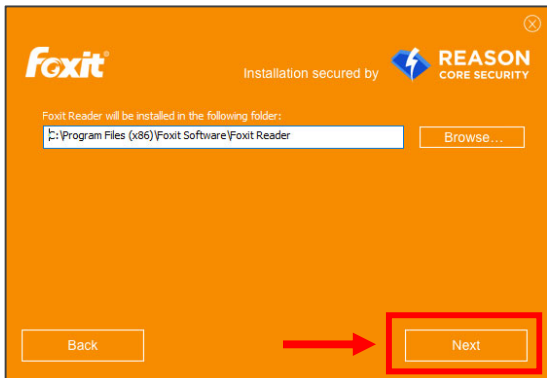 Foxit®
Installation secured by
REASON
CORE SECURITY
Foxit Reader will be installed in the following folder:
C:\Program Files (x86)\Foxit Software\Foxit Reader
Browse...
Back
Next